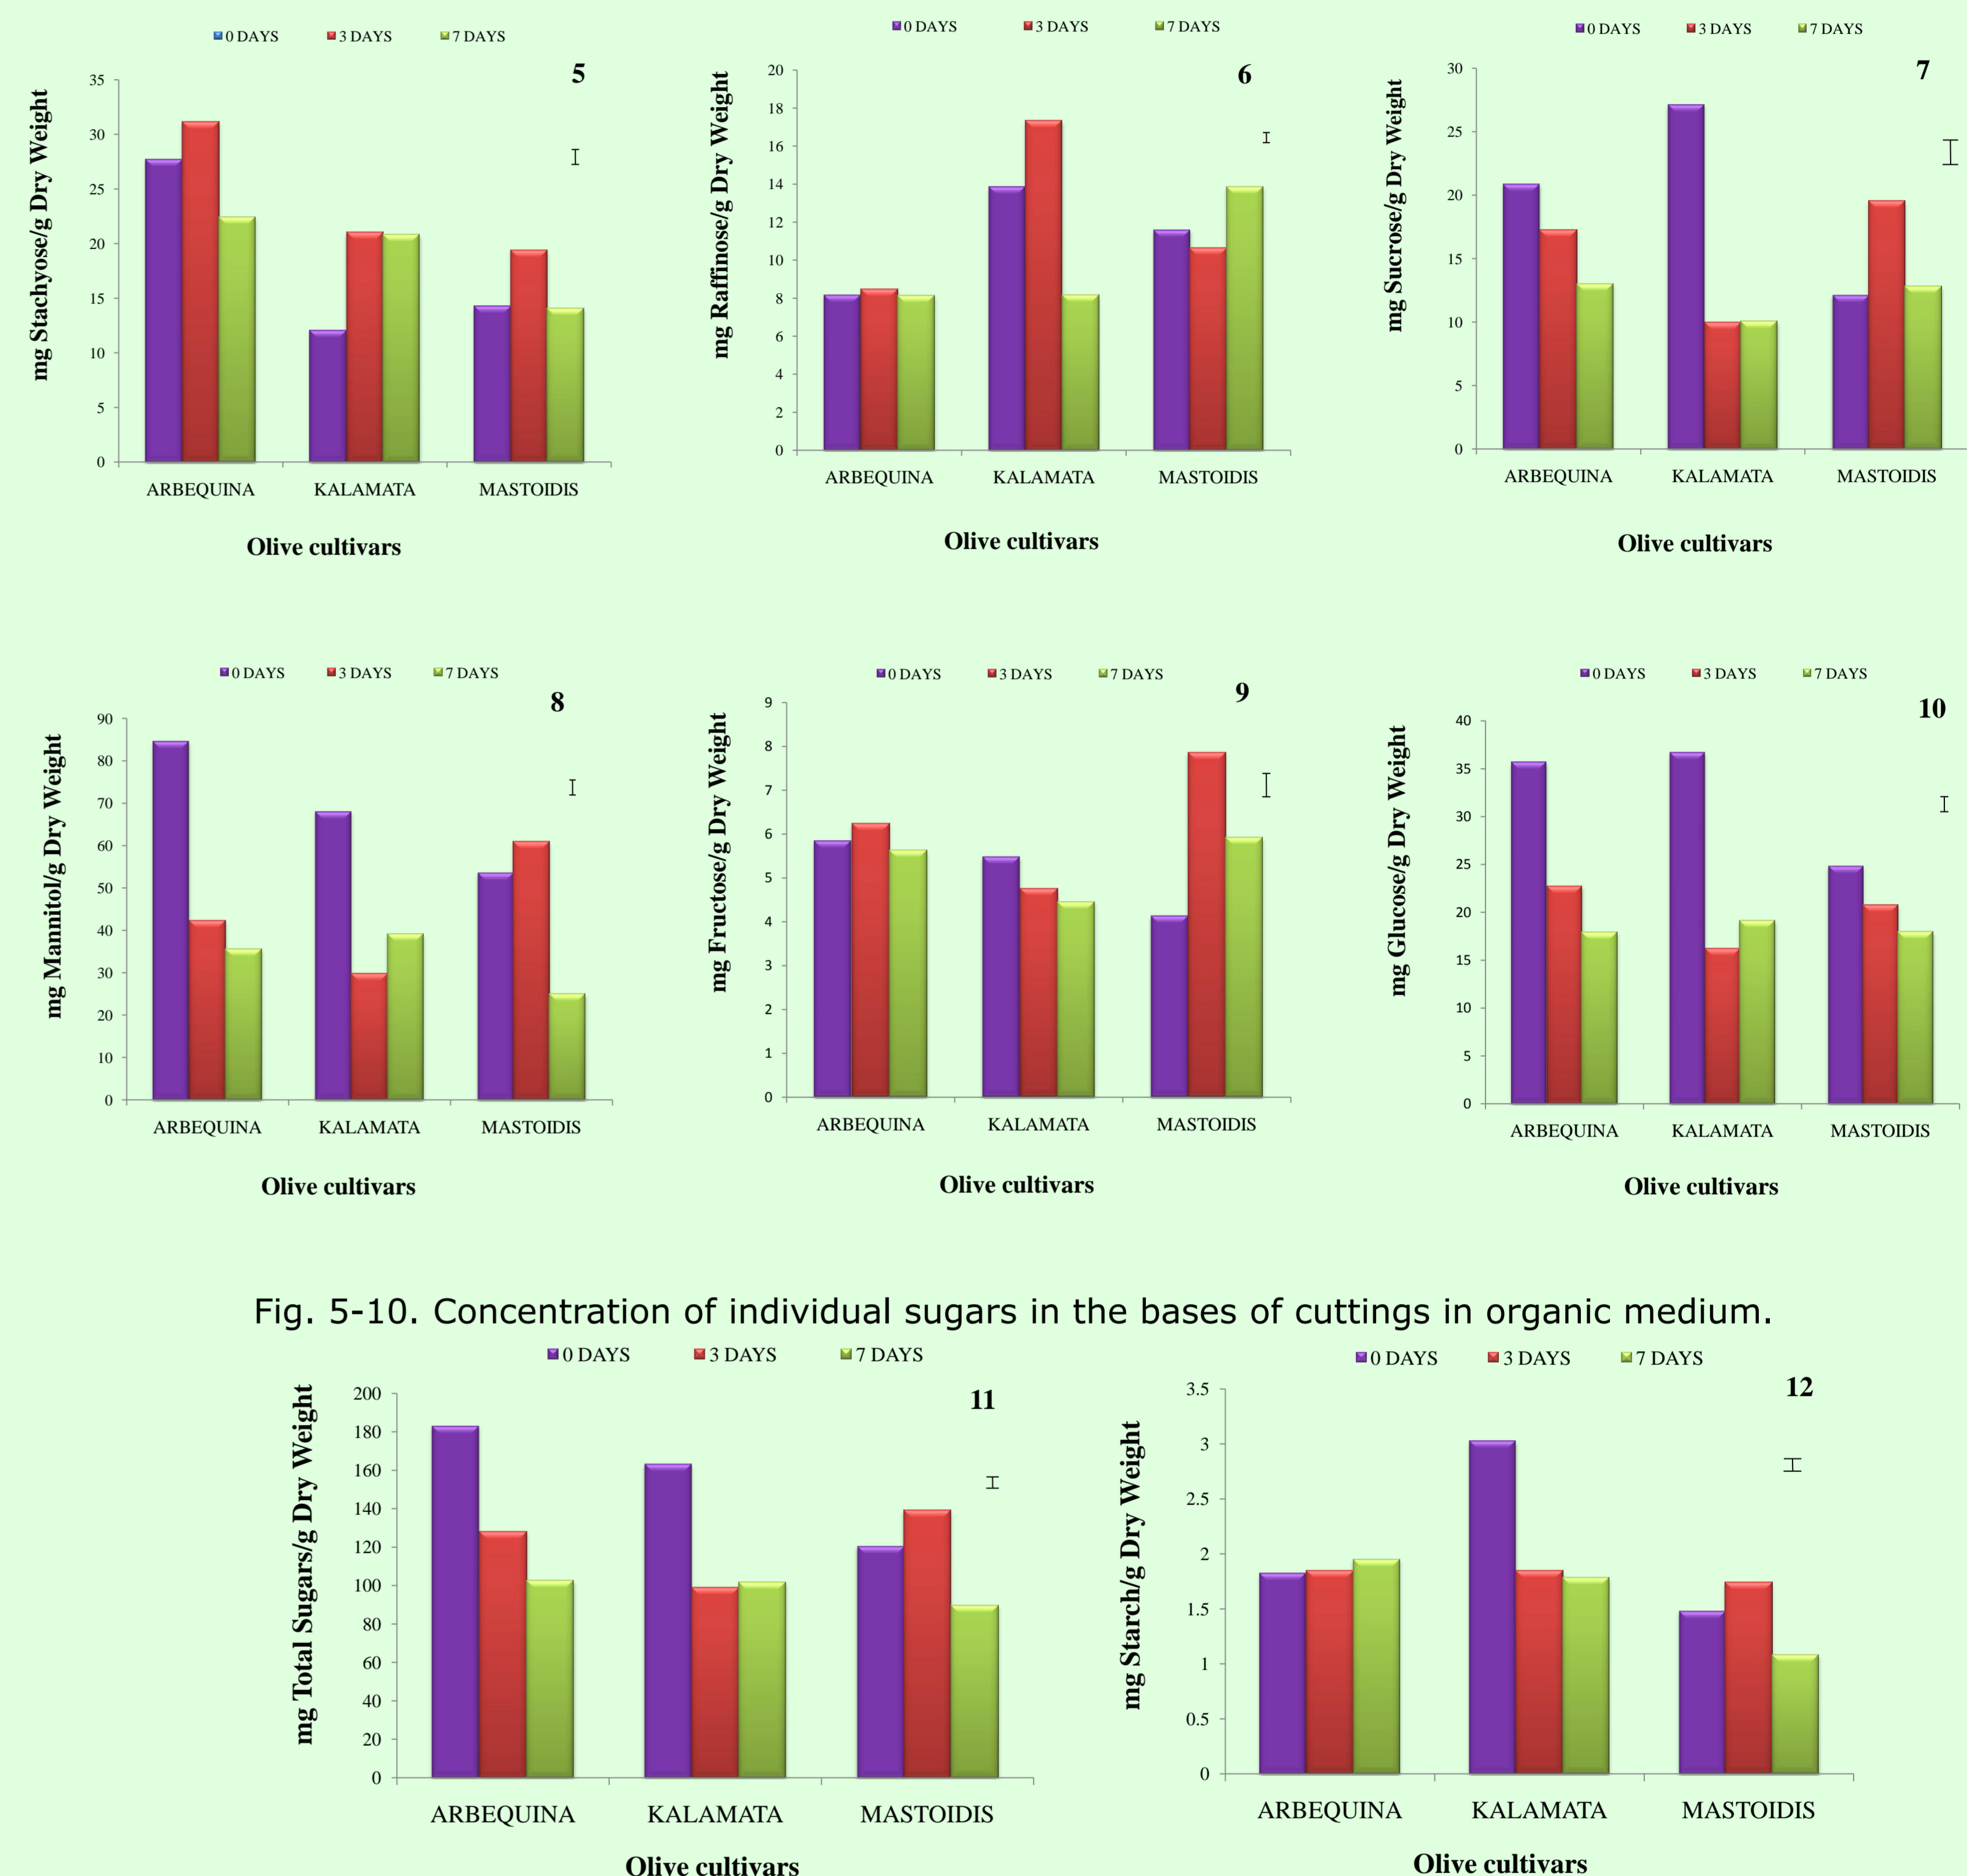 0 DAYS 3 DAYS 7 DAYS
5
mg Stachyose/g Dry Weight
35
30
25
20
15
10
5
0
ARBEQUINA KALAMATA MASTOIDIS
Olive cultivars
0 DAYS 3 DAYS 7 DAYS
6
mg Raffinose/g Dry Weight
20
18
16
14
12
10
8
6
4
2
0
ARBEQUINA KALAMATA MASTOIDIS
Olive cultivars
0 DAYS 3 DAYS 7 DAYS
7
mg Sucrose/g Dry Weight
30
25
20
15
10
5
0
ARBEQUINA KALAMATA MASTOIDIS
Olive cultivars
0 DAYS 3 DAYS 7 DAYS
8
mg Mannitol/g Dry Weight
90
80
70
60
50
40
30
20
10
0
ARBEQUINA KALAMATA MASTOIDIS
Olive cultivars
0 DAYS 3 DAYS 7 DAYS
9
mg Fructose/g Dry Weight
9
8
7
6
5
4
3
2
1
0
ARBEQUINA KALAMATA MASTOIDIS
Olive cultivars
0 DAYS 3 DAYS 7 DAYS
10
mg Glucose/g Dry Weight
40
35
30
25
20
15
10
5
0
ARBEQUINA KALAMATA MASTOIDIS
Olive cultivars
Fig. 5-10. Concentration of individual sugars in the bases of cuttings in organic medium.
0 DAYS 3 DAYS 7 DAYS
11
mg Total Sugars/g Dry Weight
200
180
160
140
120
100
80
60
40
20
0
ARBEQUINA KALAMATA MASTOIDIS
Olive cultivars
0 DAYS 3 DAYS 7 DAYS
12
mg Starch/g Dry Weight
3.5
3
2.5
2
1.5
1
0.5
0
ARBEQUINA KALAMATA MASTOIDIS
Olive cultivars